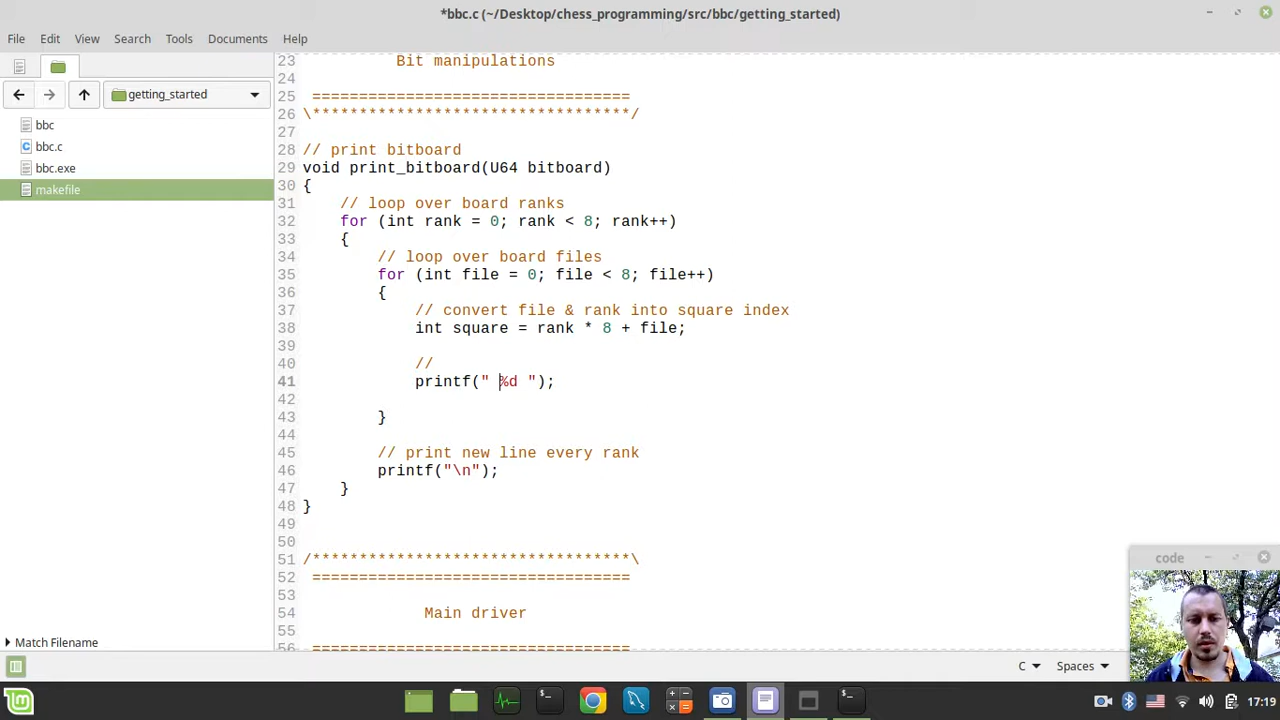 *bbc.c (~/Desktop/chess_programming/src/bbc/getting_started)
File Edit View Search Tools Documents Help
getting_started
bbc
bbc.c
bbc.exe
makefile
Match Filename
23 Bit manipulations
24
25 ==================================
26 \**********************************/
27
28 // print bitboard
29 void print_bitboard(U64 bitboard)
30 {
31 // loop over board ranks
32 for (int rank = 0; rank < 8; rank++)
33 {
34 // loop over board files
35 for (int file = 0; file < 8; file++)
36 {
37 // convert file & rank into square index
38 int square = rank * 8 + file;
39
40 //
41 printf(" %d ");
42
43 }
44
45 // print new line every rank
46 printf("\n");
47 }
48 }
49
50
51 /**********************************\
52 ==================================
53
54 Main driver
55
56 ==================================
code
C Spaces
17:19